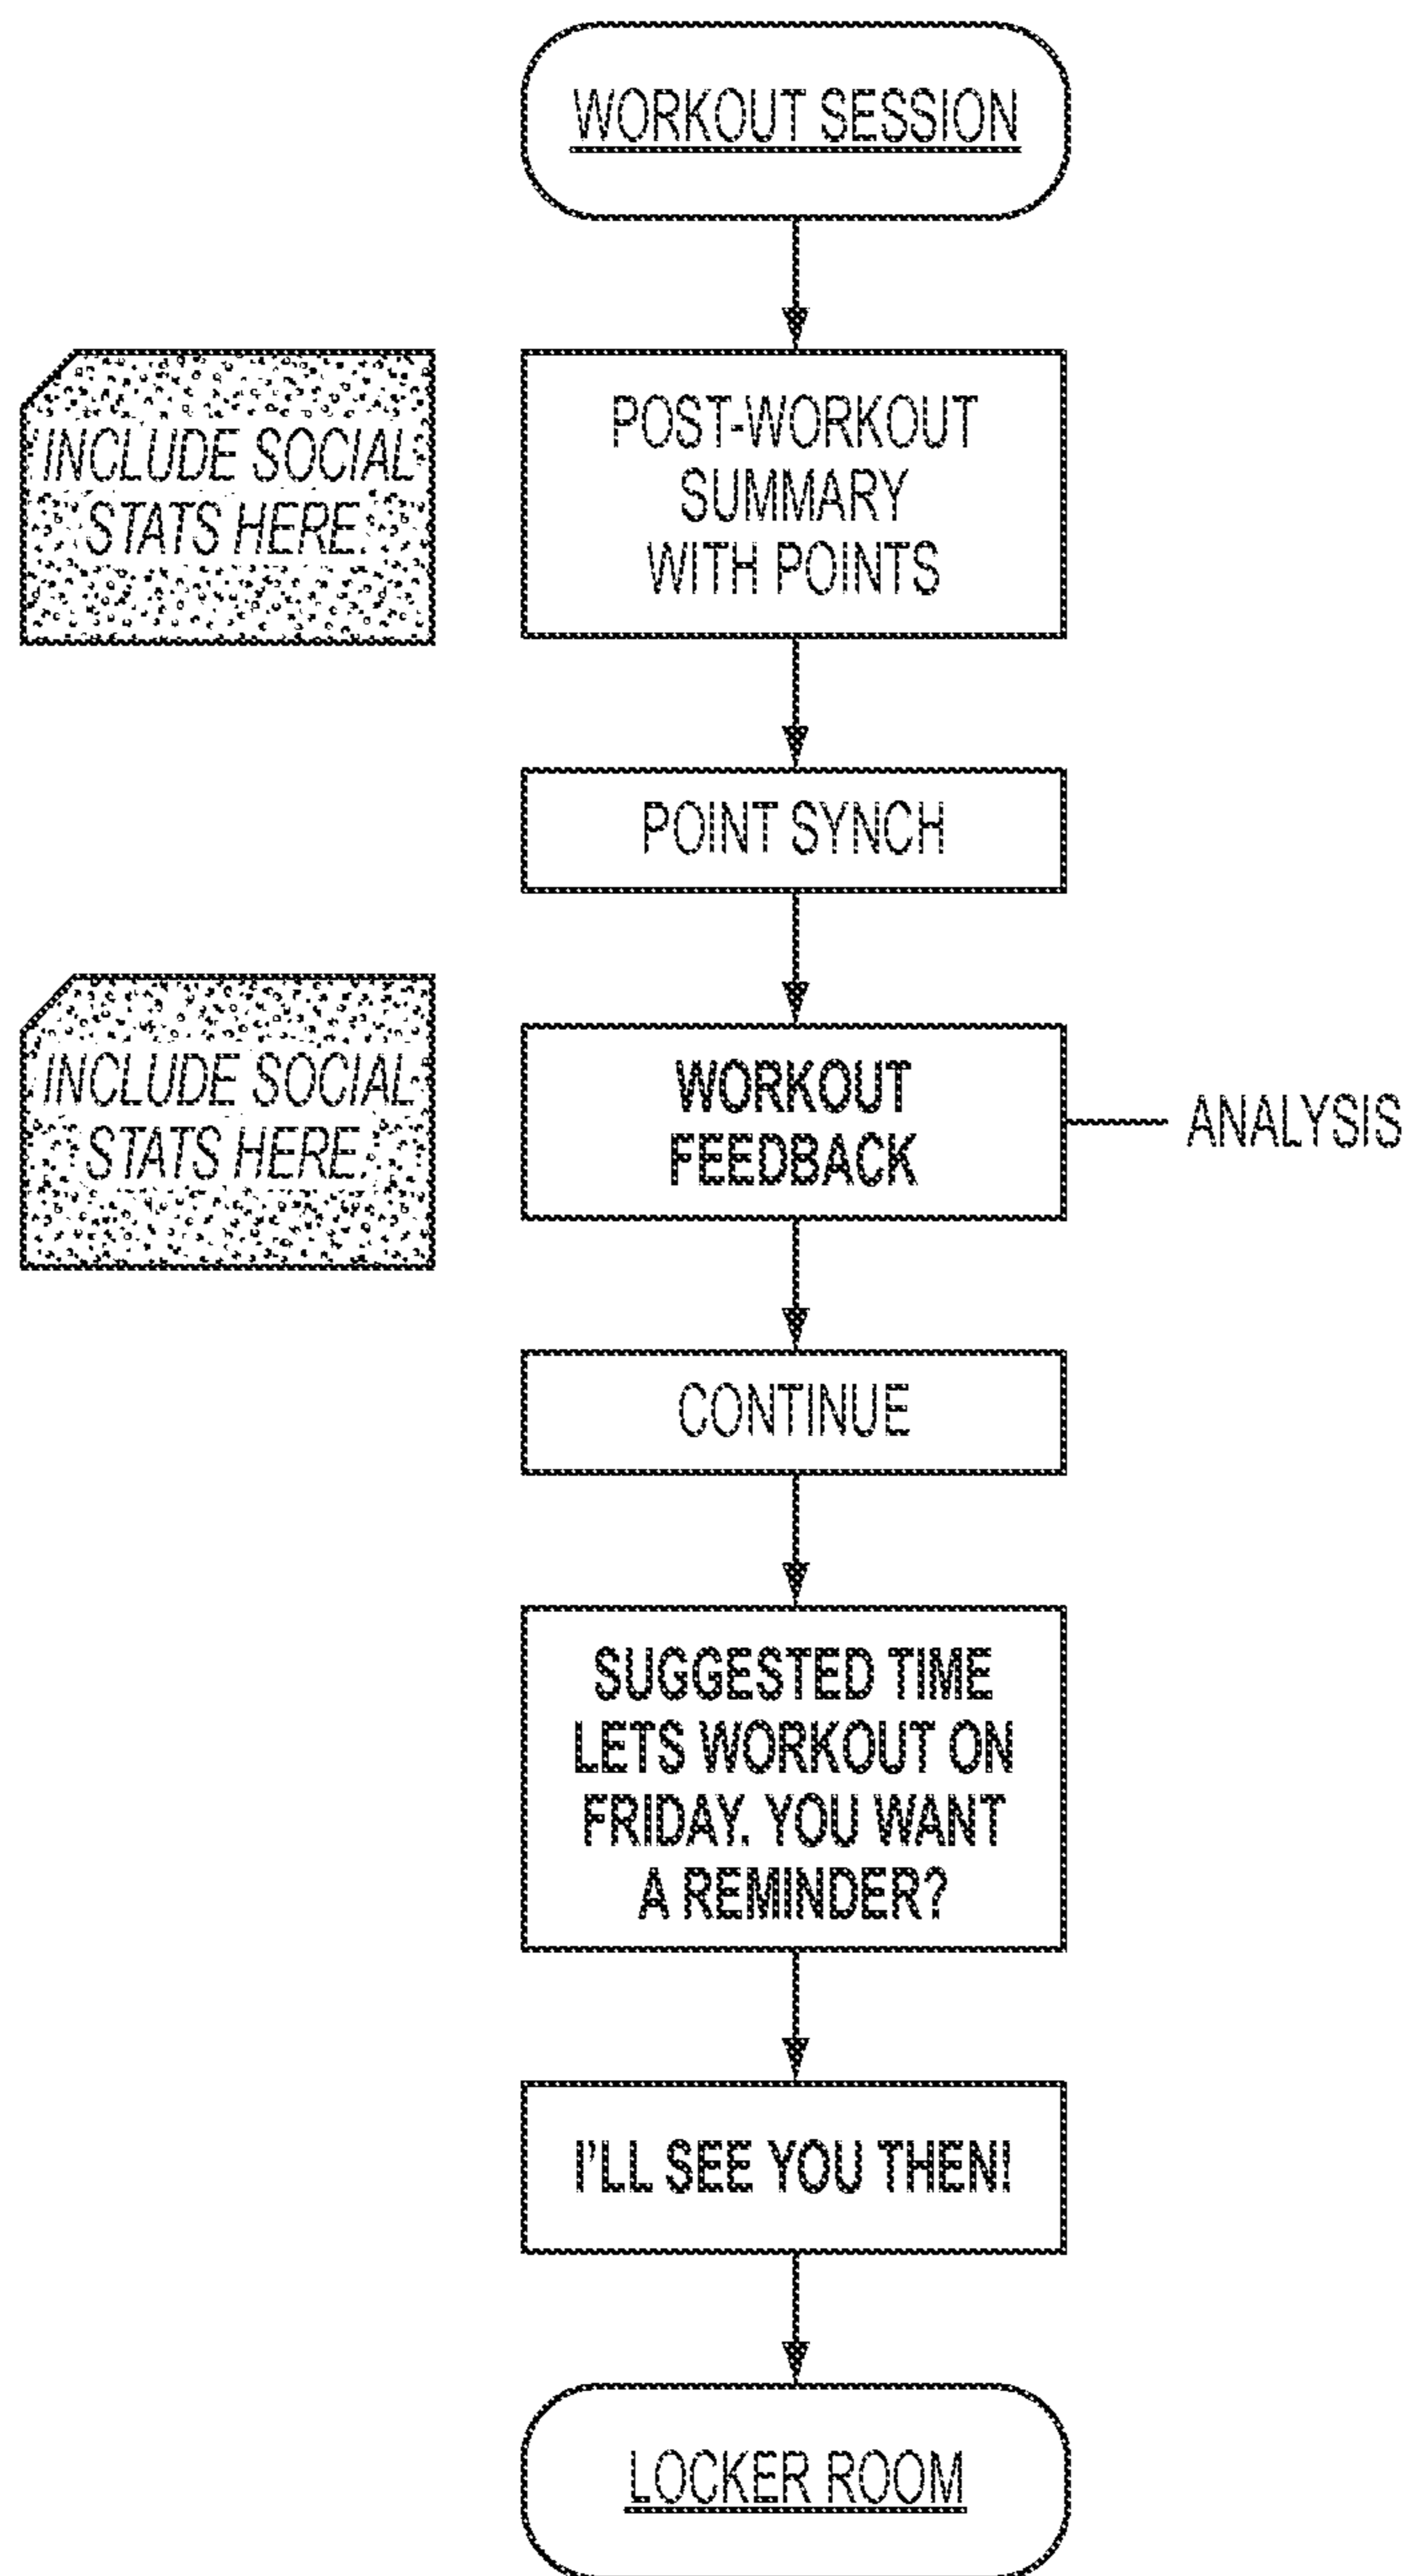 WORKOUT SESSION
INCLUDE SOCIAL
STATS HERE.
POST-WORKOUT
SUMMARY
WITH POINTS
POINT SYNCH
INCLUDE SOCIAL
STATS HERE.
WORKOUT
FEEDBACK
ANALYSIS
CONTINUE
SUGGESTED TIME
LETS WORKOUT ON
FRIDAY. YOU WANT
A REMINDER?
I'LL SEE YOU THEN!
LOCKER ROOM